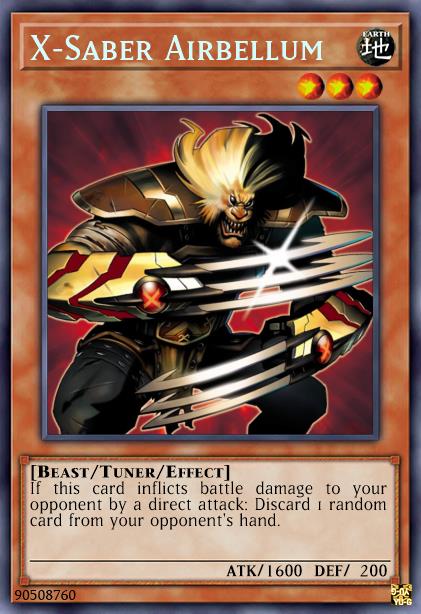 X-Saber Airbellum
EARTH
地
[Beast/Tuner/Effect]
If this card inflicts battle damage to your
opponent by a direct attack: Discard 1 random
card from your opponent's hand.
ATK/1600 DEF/ 200
90508760